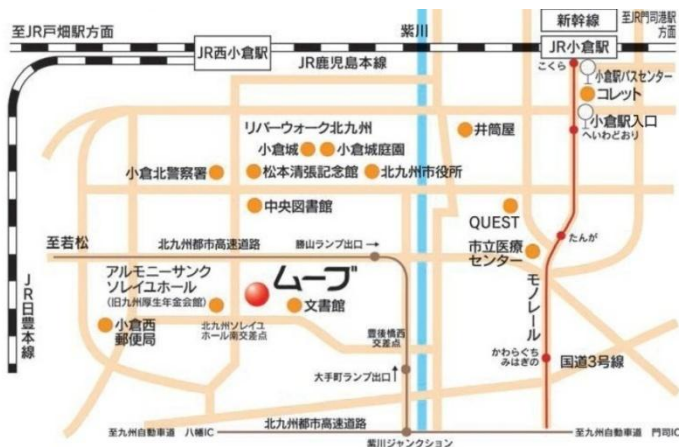 至JR戸畑駅方面
紫川
新幹線
至JR門司港駅
方面
JR西小倉駅
JR小倉駅
JR鹿児島本線
こくら
小倉駅バスセンター
コレット
小倉駅入口
へいわどおり
リバーウォーク北九州
井筒屋
小倉城
小倉城庭園
小倉北警察署
松本清張記念館
北九州市役所
中央図書館
QUEST
至若松
北九州都市高速道路
勝山ランプ出口→
市立医療
センター
たんが
アルモニーサンク
ソレイユホール
(旧九州厚生年金会館)
ムーブ
文書館
モノレール
JR日豊本線
小倉西
郵便局
北九州ソレイユ
ホール南交差点
豊後橋西
交差点
かわらぐち
みはぎの
国道3号線
大手町ランプ出口↑
至九州自動車道 八幡IC
北九州都市高速道路
紫川ジャンクション
至九州自動車道 門司IC